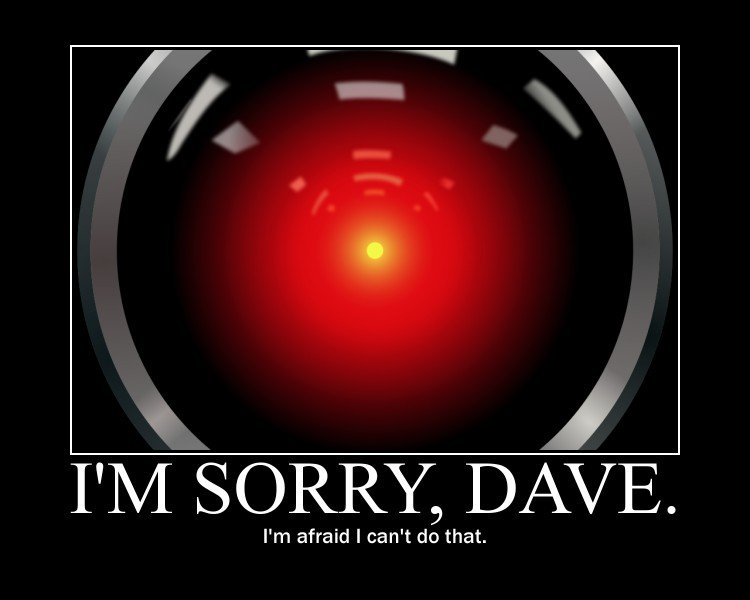 I'M SORRY, DAVE.
I'm afraid I can't do that.